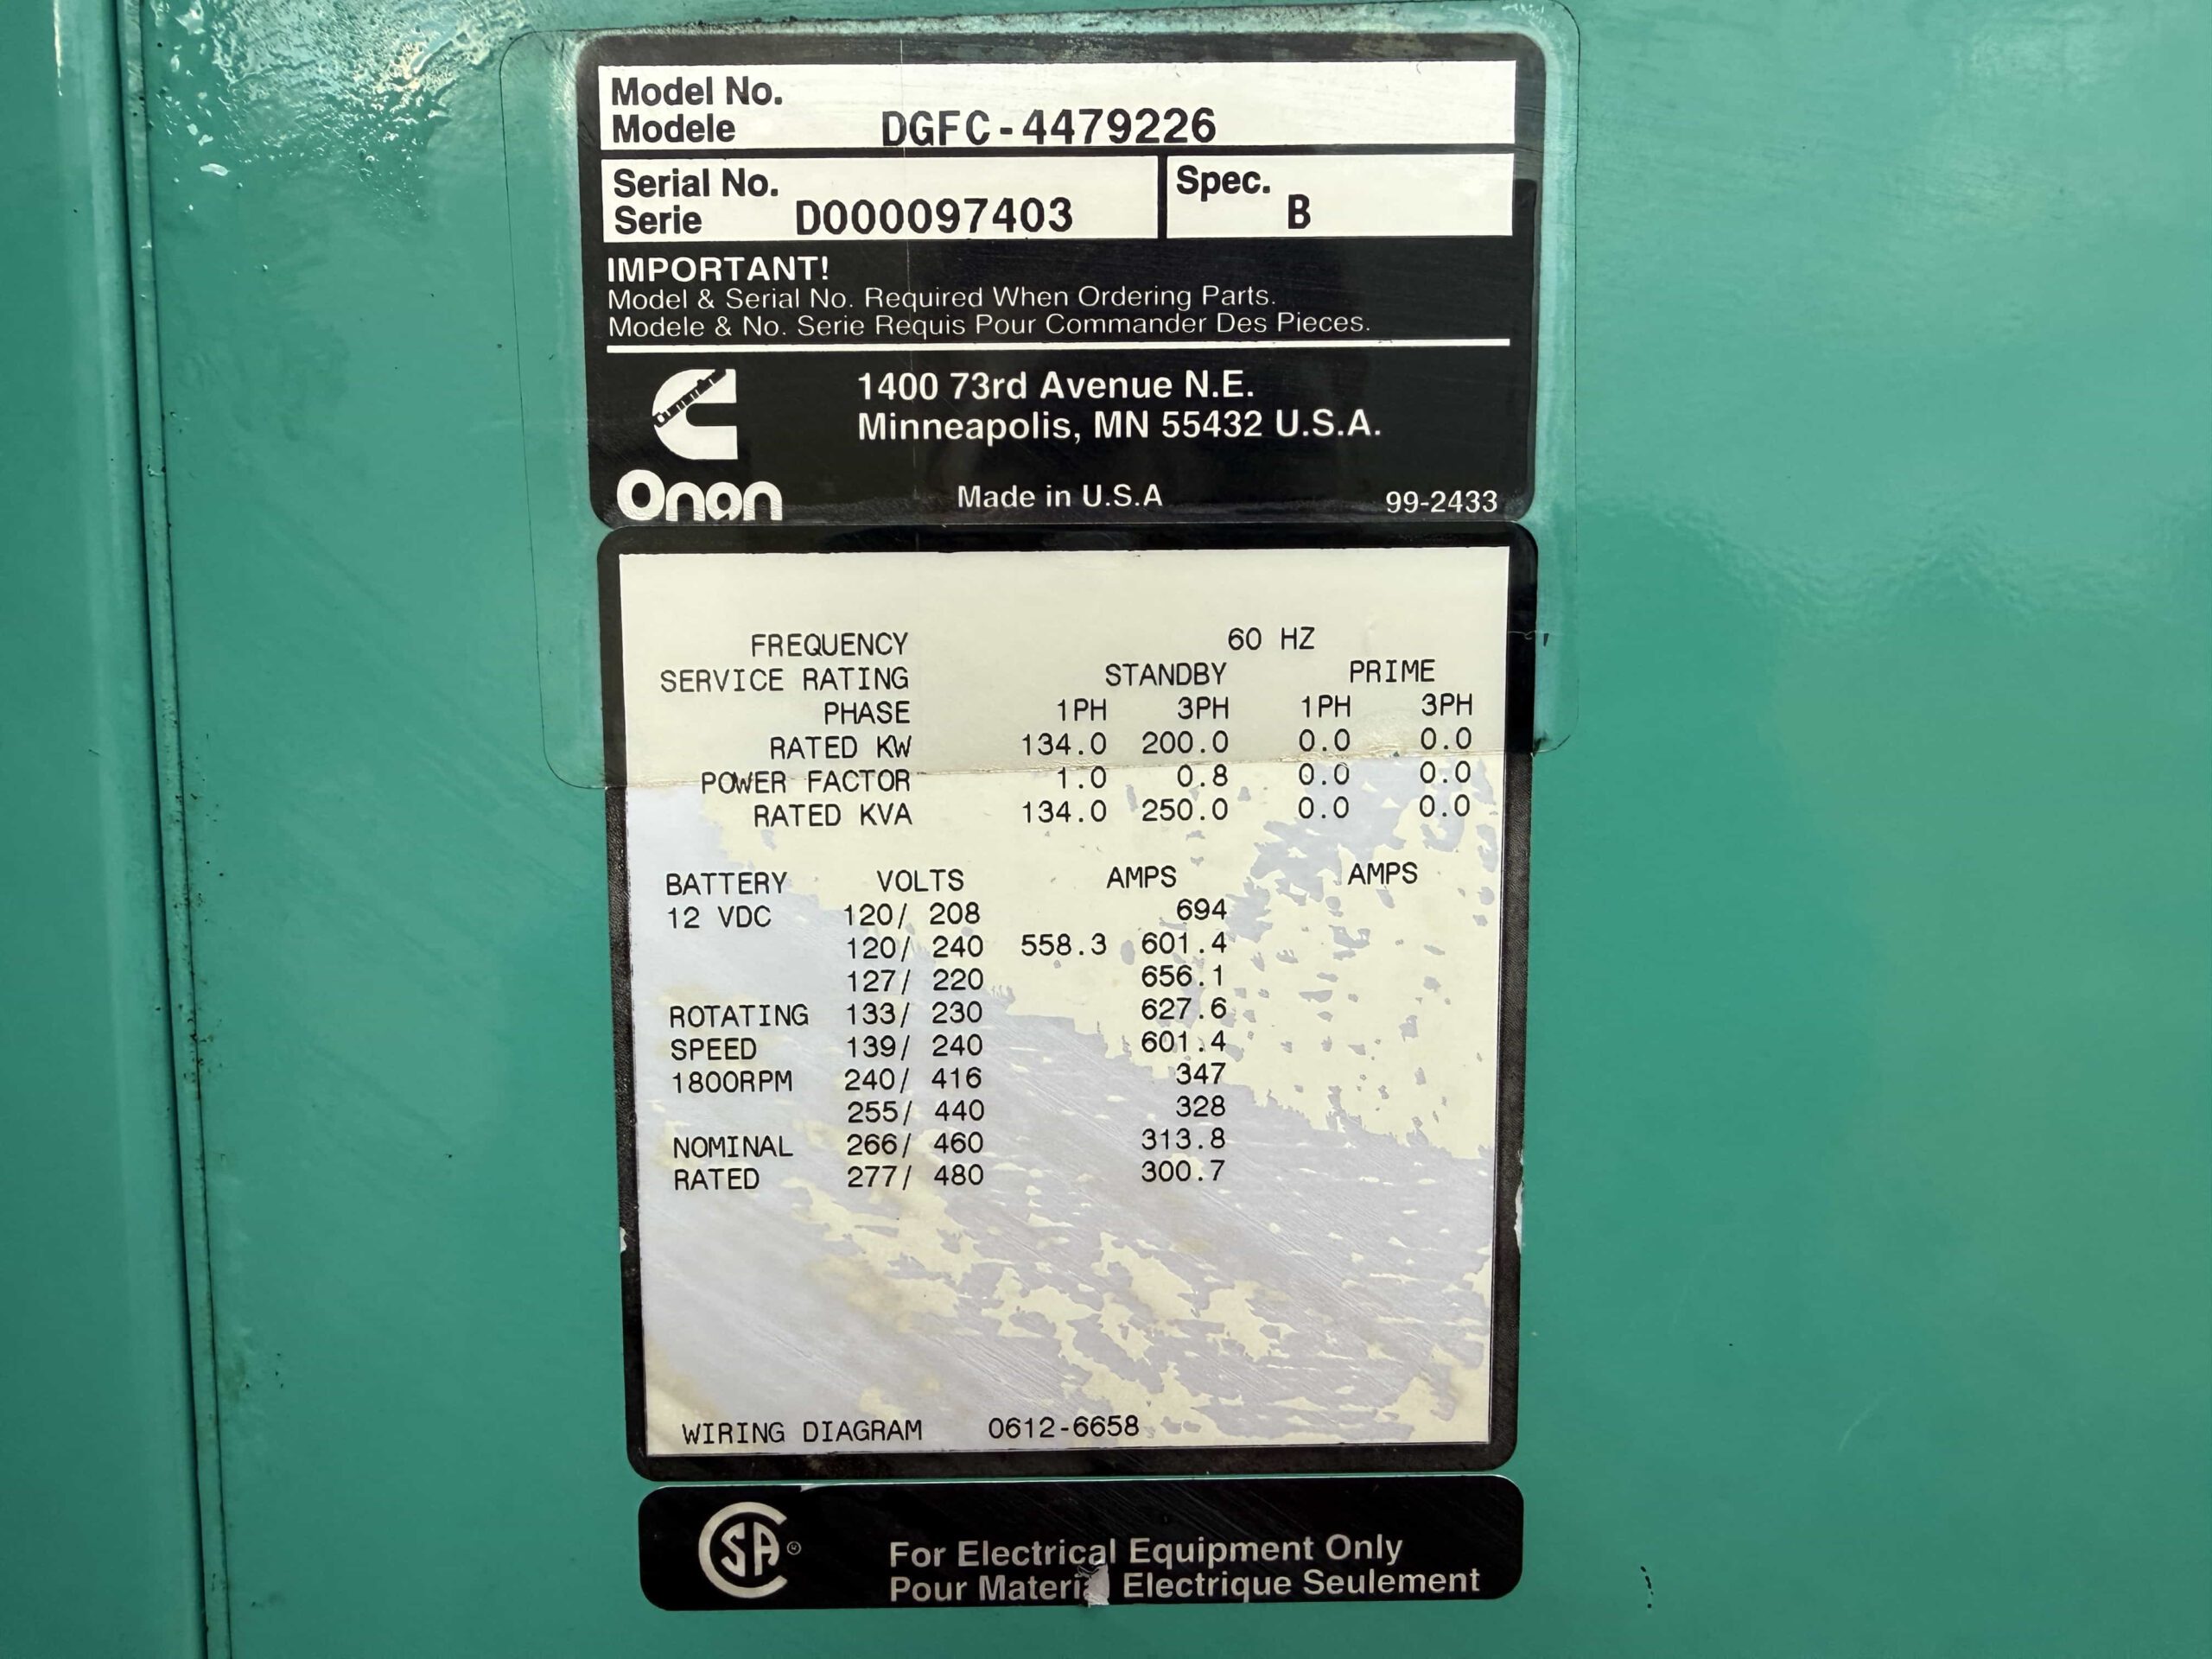 Model No.
Modele DGFC-4479226
Serial No. Spec.
Serie D000097403 B
IMPORTANT!
Model & Serial No. Required When Ordering Parts.
Modele & No. Serie Requis Pour Commander Des Pieces.
Cummins
1400 73rd Avenue N.E.
Minneapolis, MN 55432 U.S.A.
Onan Made in U.S.A 99-2433
FREQUENCY 60 HZ
SERVICE RATING STANDBY PRIME
PHASE 1PH 3PH 1PH 3PH
RATED KW 134.0 200.0 0.0 0.0
POWER FACTOR 1.0 0.8 0.0 0.0
RATED KVA 134.0 250.0 0.0 0.0
BATTERY VOLTS AMPS AMPS
12 VDC 120/ 208 694
120/ 240 558.3 601.4
127/ 220 656.1
ROTATING 133/ 230 627.6
SPEED 139/ 240 601.4
1800RPM 240/ 416 347
255/ 440 328
NOMINAL 266/ 460 313.8
RATED 277/ 480 300.7
WIRING DIAGRAM 0612-6658
CSA ®
For Electrical Equipment Only
Pour Material Electrique Seulement